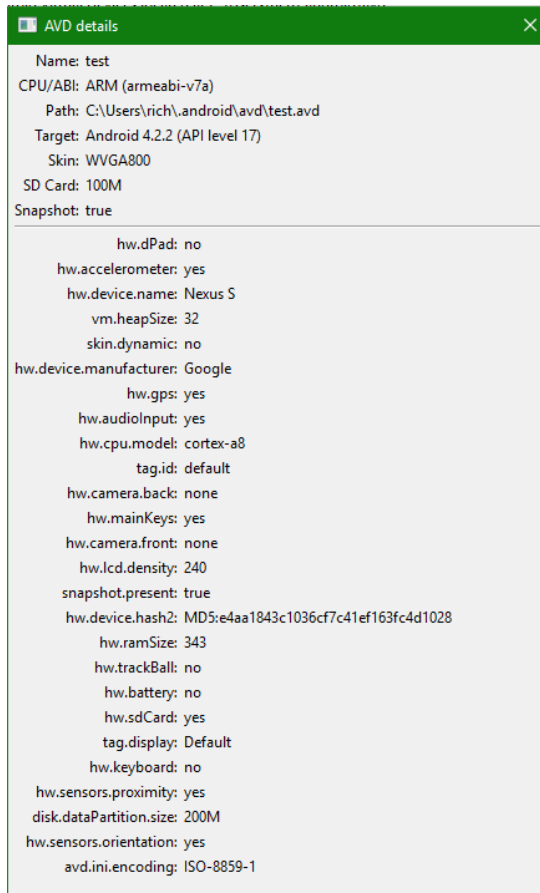 AVD details
Name: test
CPU/ABI: ARM (armeabi-v7a)
Path: C:\Users\rich\.android\avd\test.avd
Target: Android 4.2.2 (API level 17)
Skin: WVGA800
SD Card: 100M
Snapshot: true
hw.dPad: no
hw.accelerometer: yes
hw.device.name: Nexus S
vm.heapSize: 32
skin.dynamic: no
hw.device.manufacturer: Google
hw.gps: yes
hw.audioInput: yes
hw.cpu.model: cortex-a8
tag.id: default
hw.camera.back: none
hw.mainKeys: yes
hw.camera.front: none
hw.lcd.density: 240
snapshot.present: true
hw.device.hash2: MD5:e4aa1843c1036cf7c41ef163fc4d1028
hw.ramSize: 343
hw.trackBall: no
hw.battery: no
hw.sdCard: yes
tag.display: Default
hw.keyboard: no
hw.sensors.proximity: yes
disk.dataPartition.size: 200M
hw.sensors.orientation: yes
avd.ini.encoding: ISO-8859-1